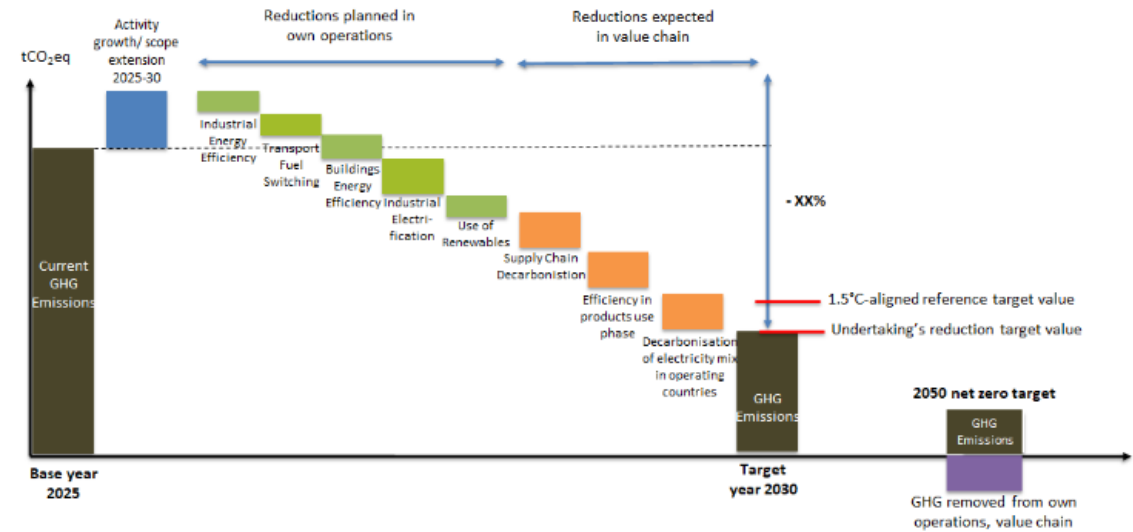 tCO₂eq
Activity
growth/ scope
extension
2025-30
Reductions planned in
own operations
Reductions expected
in value chain
Industrial
Energy
Efficiency
Transport
Fuel
Switching
Buildings
Energy
Efficiency
Industrial
Electri-
fication
Use of
Renewables
Supply Chain
Decarbonistion
Efficiency in
products use
phase
Decarbonisation
of electricity mix
in operating
countries
- XX%
1.5°C-aligned reference target value
Undertaking's reduction target value
Current
GHG
Emissions
GHG
Emissions
2050 net zero target
GHG
Emissions
Base year
2025
Target
year 2030
GHG removed from own
operations, value chain